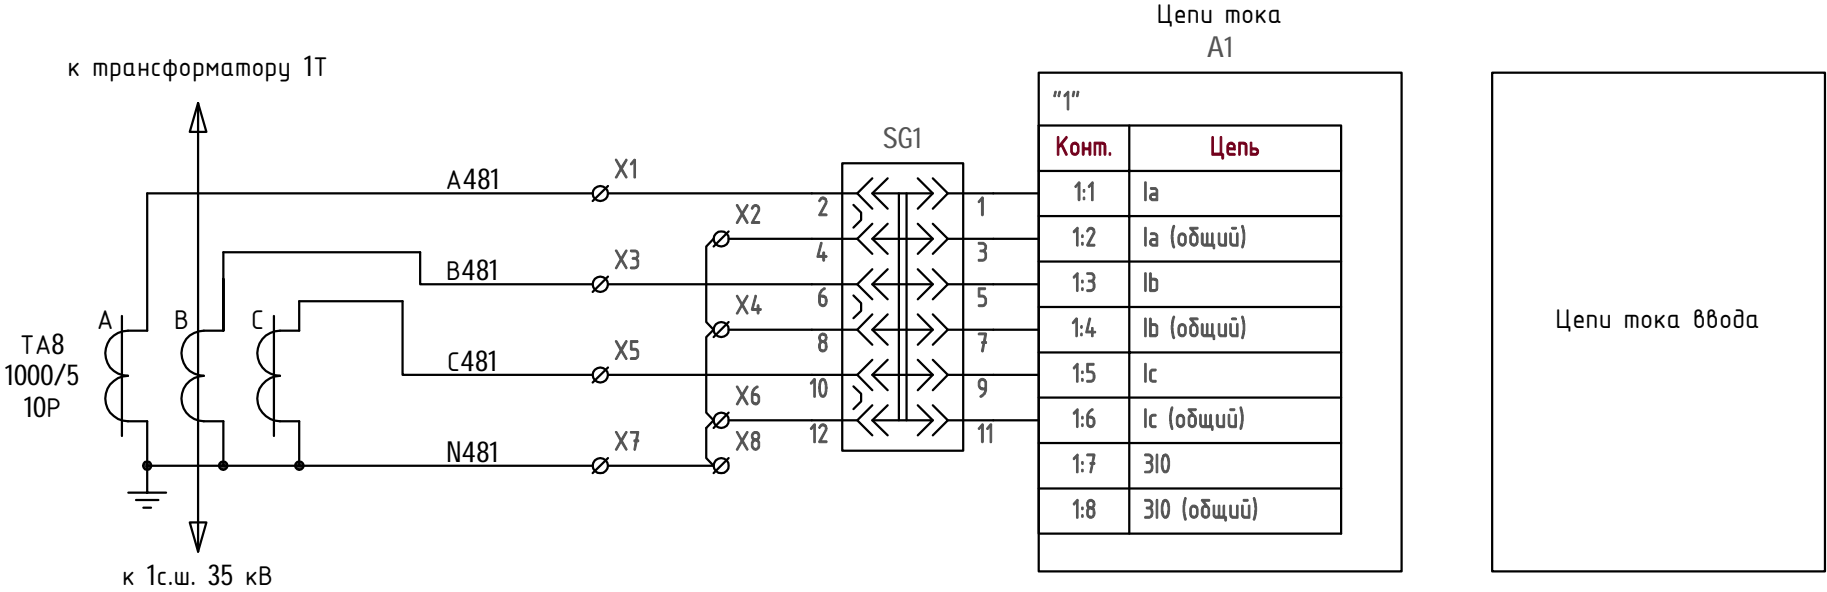 Цепи тока
А1
к трансформатору 1Т
"1"
Конт. Цепь
1:1 Ia
1:2 Ia (общий)
1:3 Ib
1:4 Ib (общий)
1:5 Ic
1:6 Ic (общий)
1:7 3I0
1:8 3I0 (общий)
SG1
2 1
4 3
6 5
8 7
10 9
12 11
A481 X1
X2
B481 X3
X4
C481 X5
X6
N481 X7 X8
A B C
ТА8
1000/5
10Р
к 1с.ш. 35 кВ
Цепи тока ввода